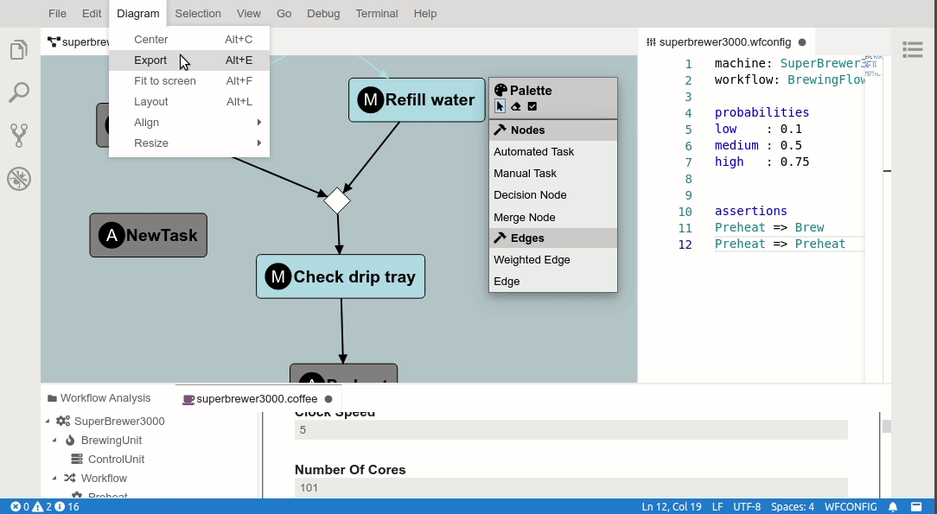 File Edit Diagram Selection View Go Debug Terminal Help
Center Alt+C
Export Alt+E
Fit to screen Alt+F
Layout Alt+L
Align
Resize
M Refill water
A NewTask
M Check drip tray
Palette
Nodes
Automated Task
Manual Task
Decision Node
Merge Node
Edges
Weighted Edge
Edge
superbrewer3000.wfconfig
1 machine:
2 workflow: BrewingFlow
3
4 probabilities
5 low : 0.1
6 medium : 0.5
7 high : 0.75
8
9
10 assertions
11 Preheat => Brew
12 Preheat => Preheat
Workflow Analysis
superbrewer3000.coffee
SuperBrewer3000
BrewingUnit
ControlUnit
Workflow
Preheat
Clock Speed
5
Number Of Cores
101
0 2 16
Ln 12, Col 19 LF UTF-8 Spaces: 4 WFCONFIG